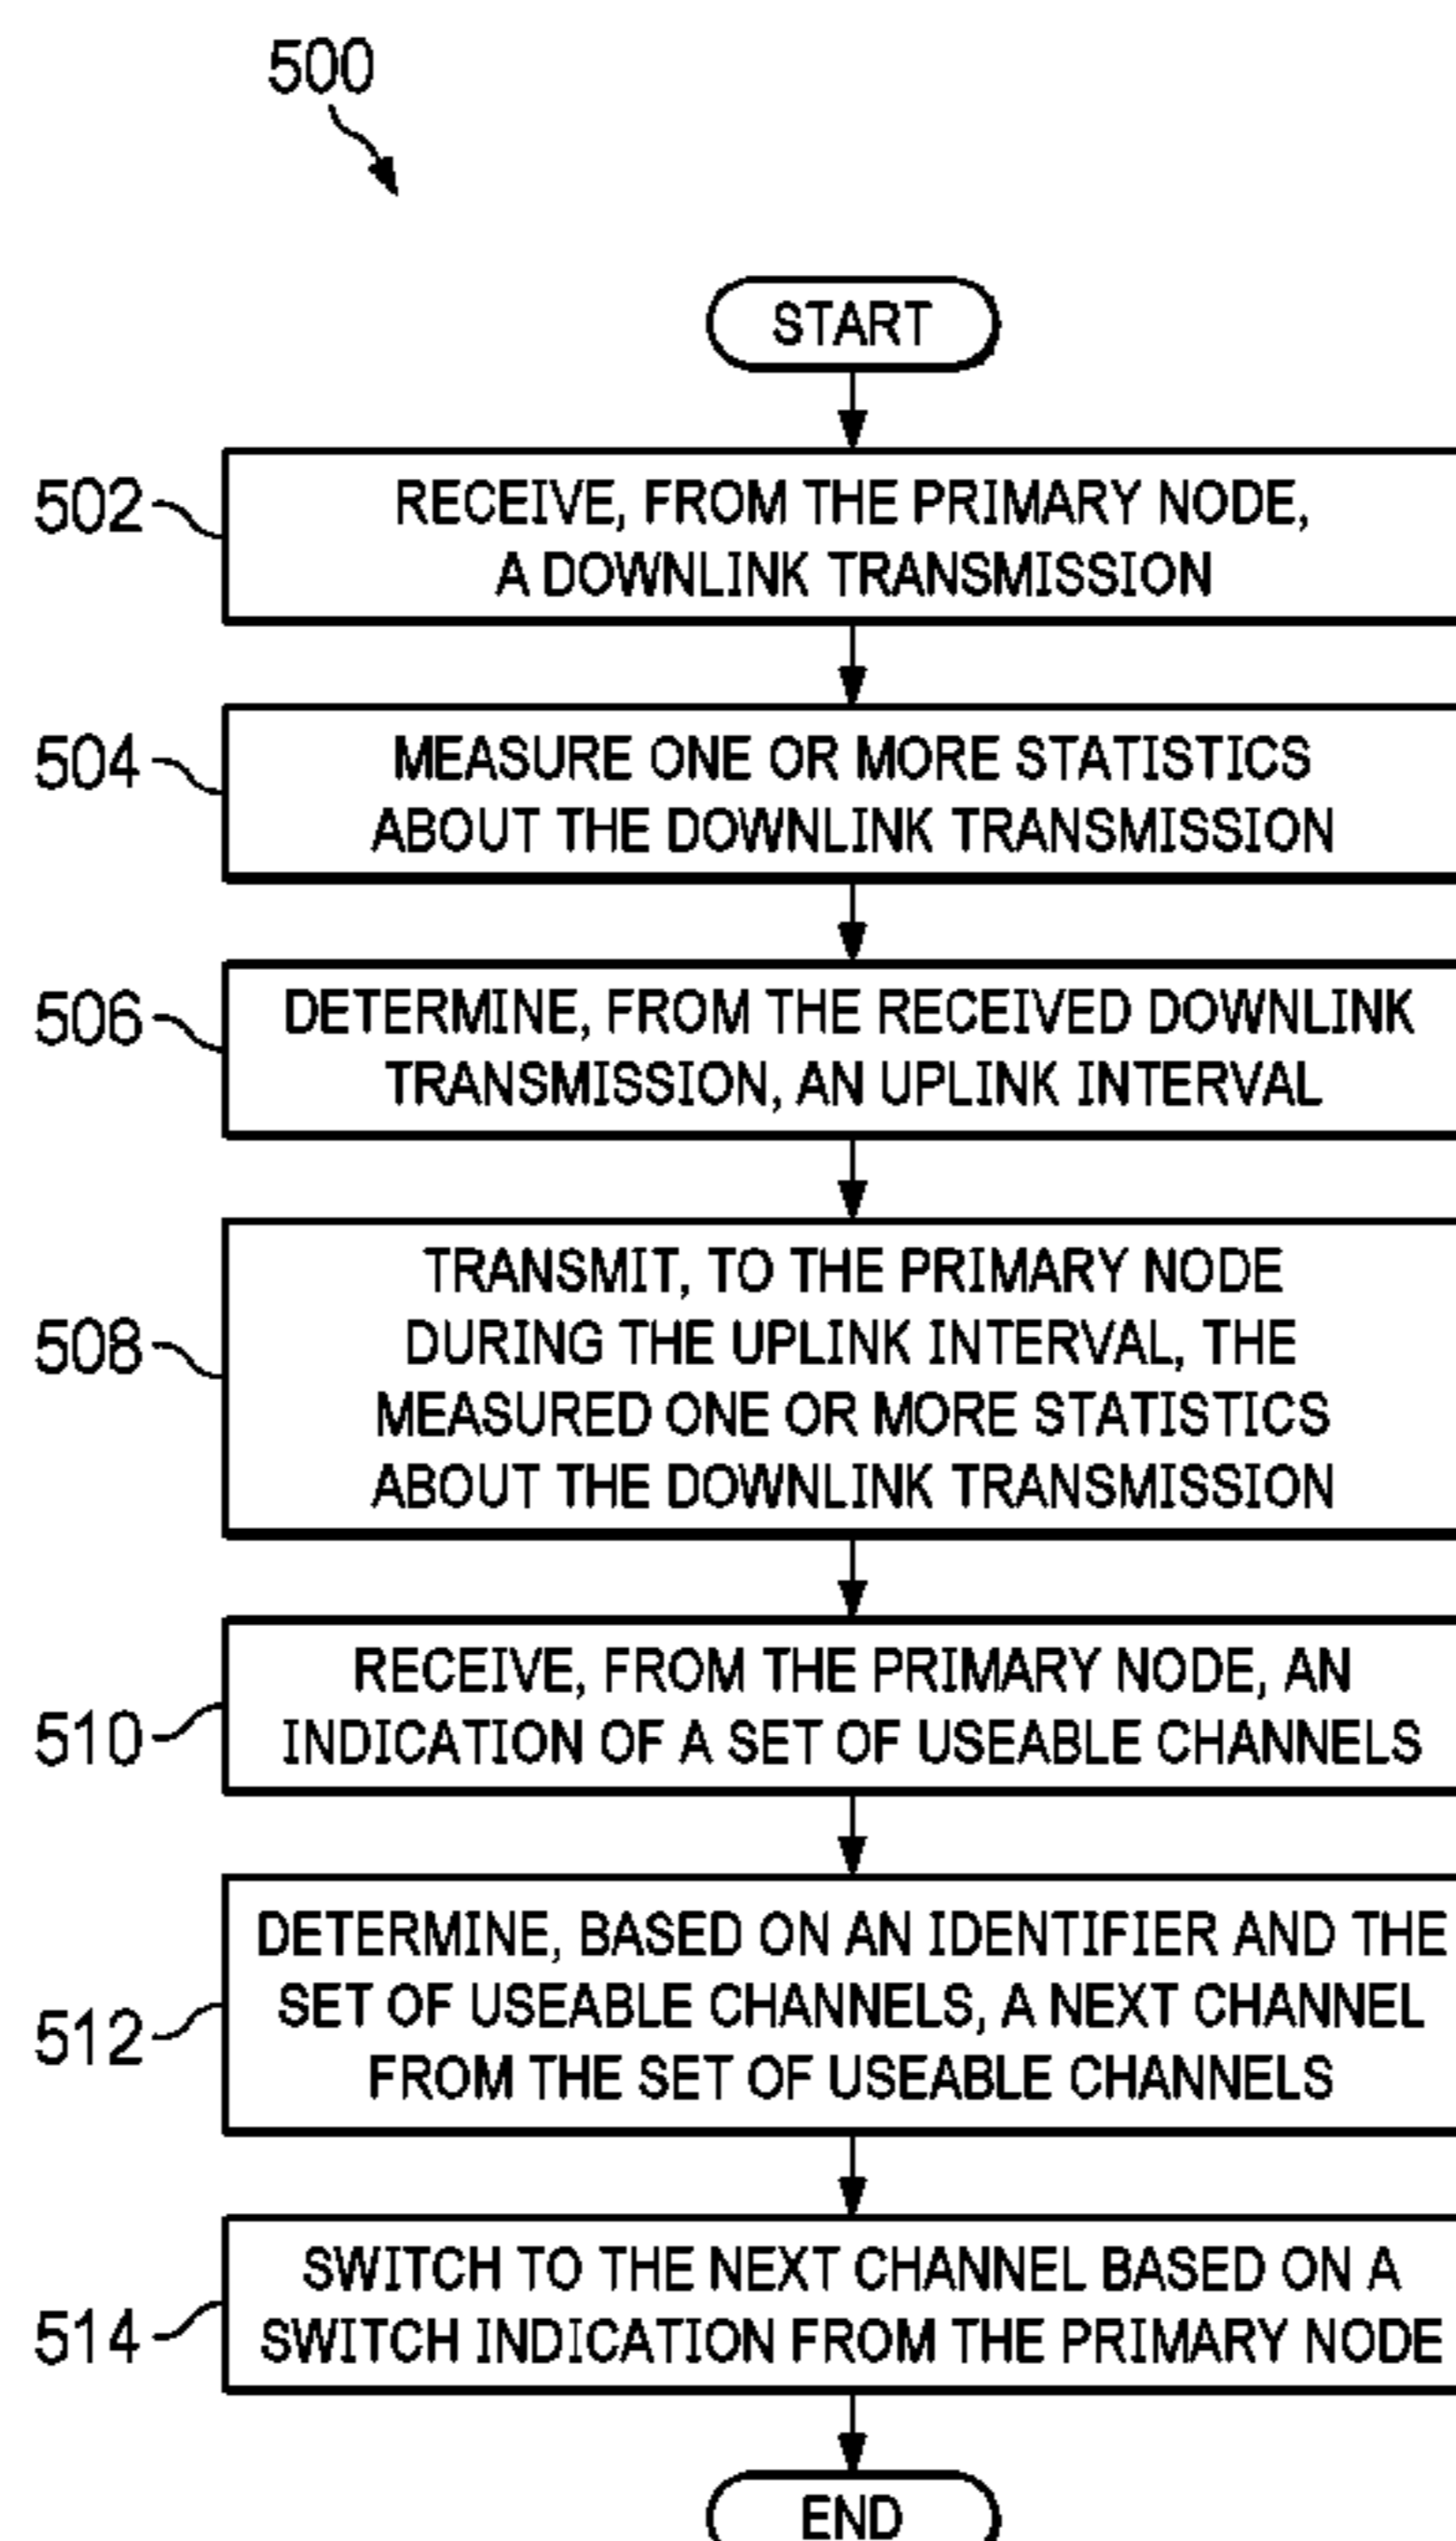 500
START
502
RECEIVE, FROM THE PRIMARY NODE,
A DOWNLINK TRANSMISSION
504
MEASURE ONE OR MORE STATISTICS
ABOUT THE DOWNLINK TRANSMISSION
506
DETERMINE, FROM THE RECEIVED DOWNLINK
TRANSMISSION, AN UPLINK INTERVAL
508
TRANSMIT, TO THE PRIMARY NODE
DURING THE UPLINK INTERVAL, THE
MEASURED ONE OR MORE STATISTICS
ABOUT THE DOWNLINK TRANSMISSION
510
RECEIVE, FROM THE PRIMARY NODE, AN
INDICATION OF A SET OF USEABLE CHANNELS
512
DETERMINE, BASED ON AN IDENTIFIER AND THE
SET OF USEABLE CHANNELS, A NEXT CHANNEL
FROM THE SET OF USEABLE CHANNELS
514
SWITCH TO THE NEXT CHANNEL BASED ON A
SWITCH INDICATION FROM THE PRIMARY NODE
END